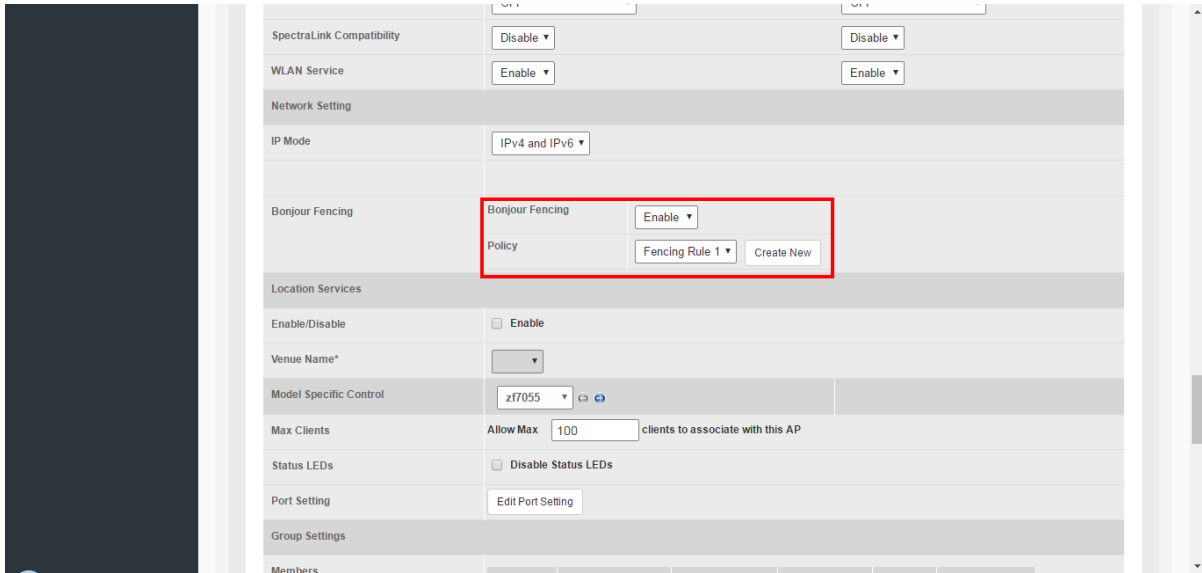 SpectraLink Compatibility Disable Disable
WLAN Service Enable Enable
Network Setting
IP Mode IPv4 and IPv6
Bonjour Fencing Bonjour Fencing Enable
Policy Fencing Rule 1 Create New
Location Services
Enable/Disable Enable
Venue Name*
Model Specific Control zf7055
Max Clients Allow Max 100 clients to associate with this AP
Status LEDs Disable Status LEDs
Port Setting Edit Port Setting
Group Settings
Members